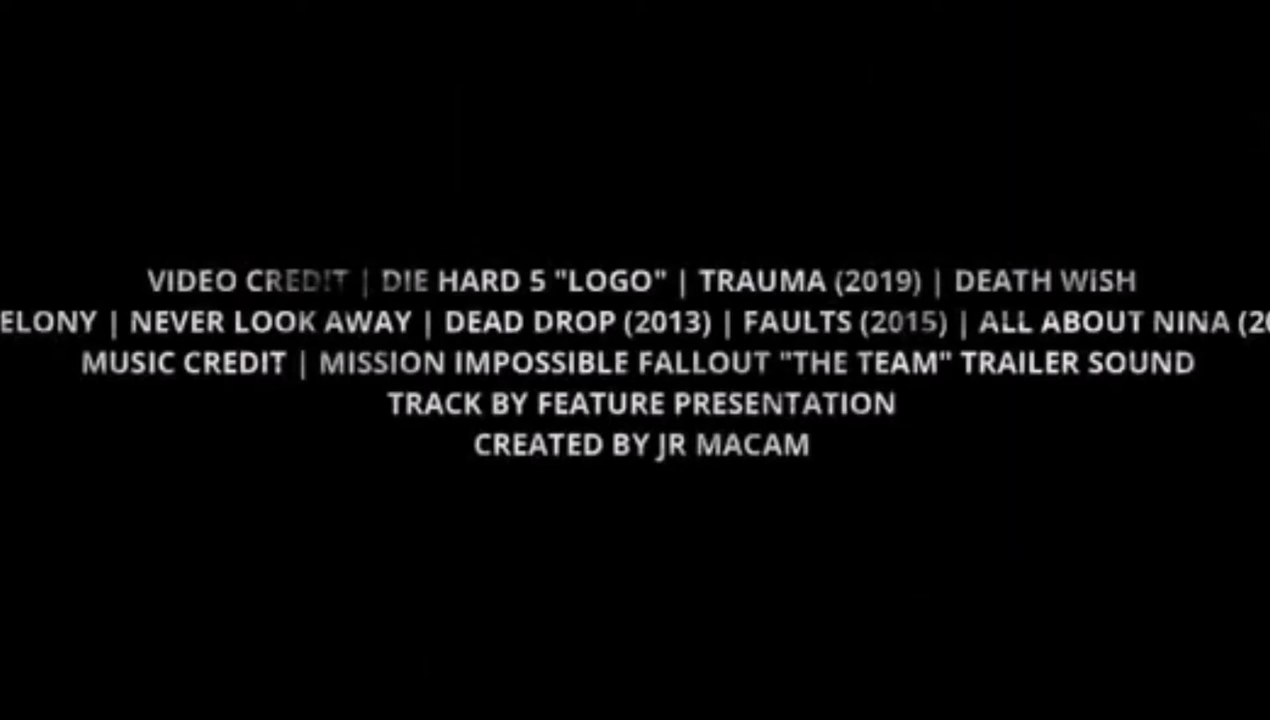 VIDEO CREDIT | DIE HARD 5 "LOGO" | TRAUMA (2019) | DEATH WiSH
ELONY | NEVER LOOK AWAY | DEAD DROP (2013) | FAULTS (2015) | ALL ABOUT NINA (20
MUSIC CREDIT | MISSION IMPOSSIBLE FALLOUT "THE TEAM" TRAILER SOUND
TRACK BY FEATURE PRESENTATION
CREATED BY JR MACAM